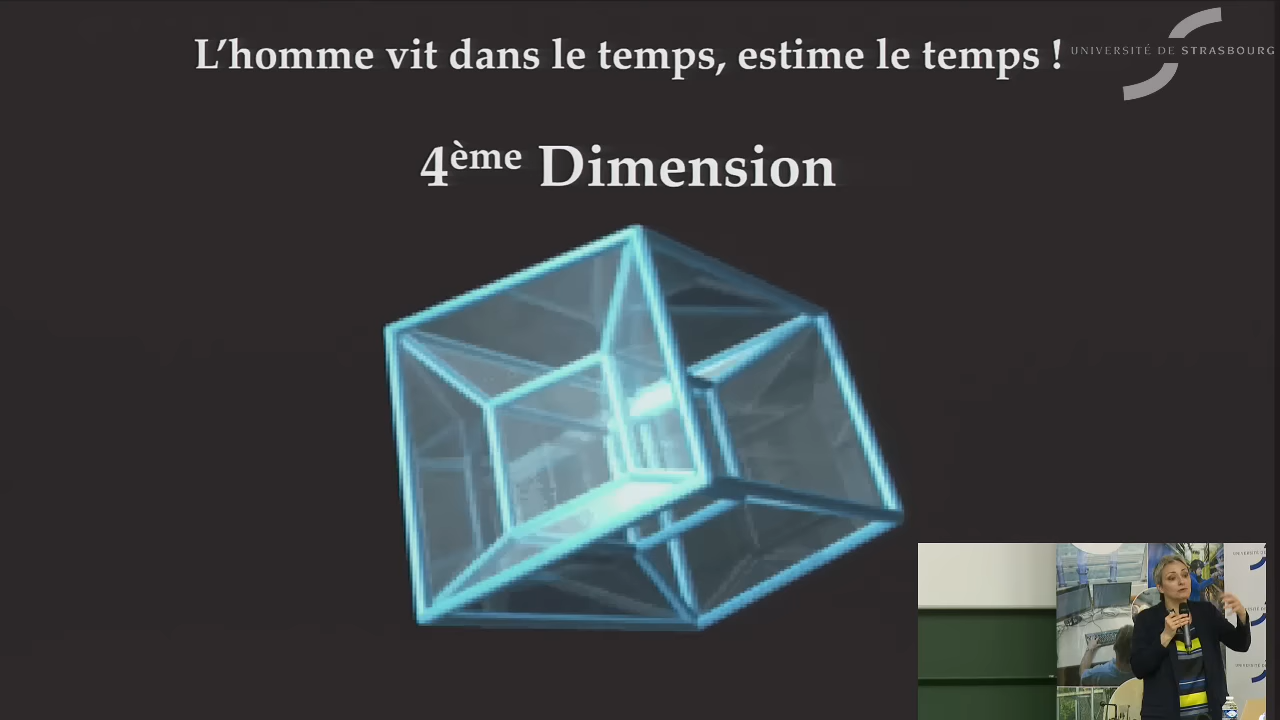 L'homme vit dans le temps, estime le temps !
UNIVERSITÉ DE STRASBOURG
4ème Dimension